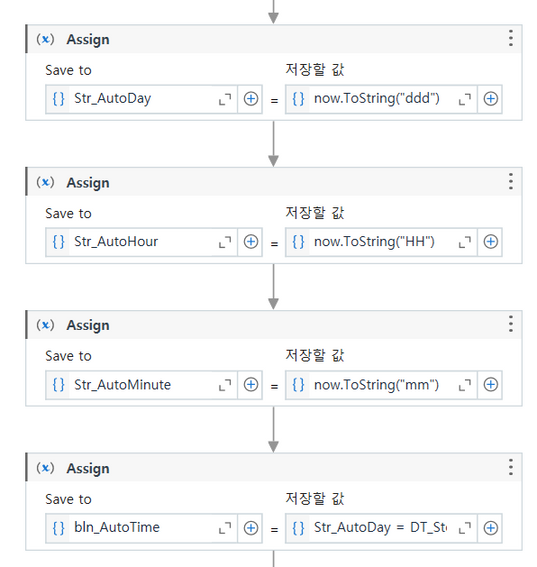 Assign
Save to 저장할 값
Str_AutoDay = now.ToString("ddd")
Assign
Save to 저장할 값
Str_AutoHour = now.ToString("HH")
Assign
Save to 저장할 값
Str_AutoMinute = now.ToString("mm")
Assign
Save to 저장할 값
bln_AutoTime = Str_AutoDay = DT_St